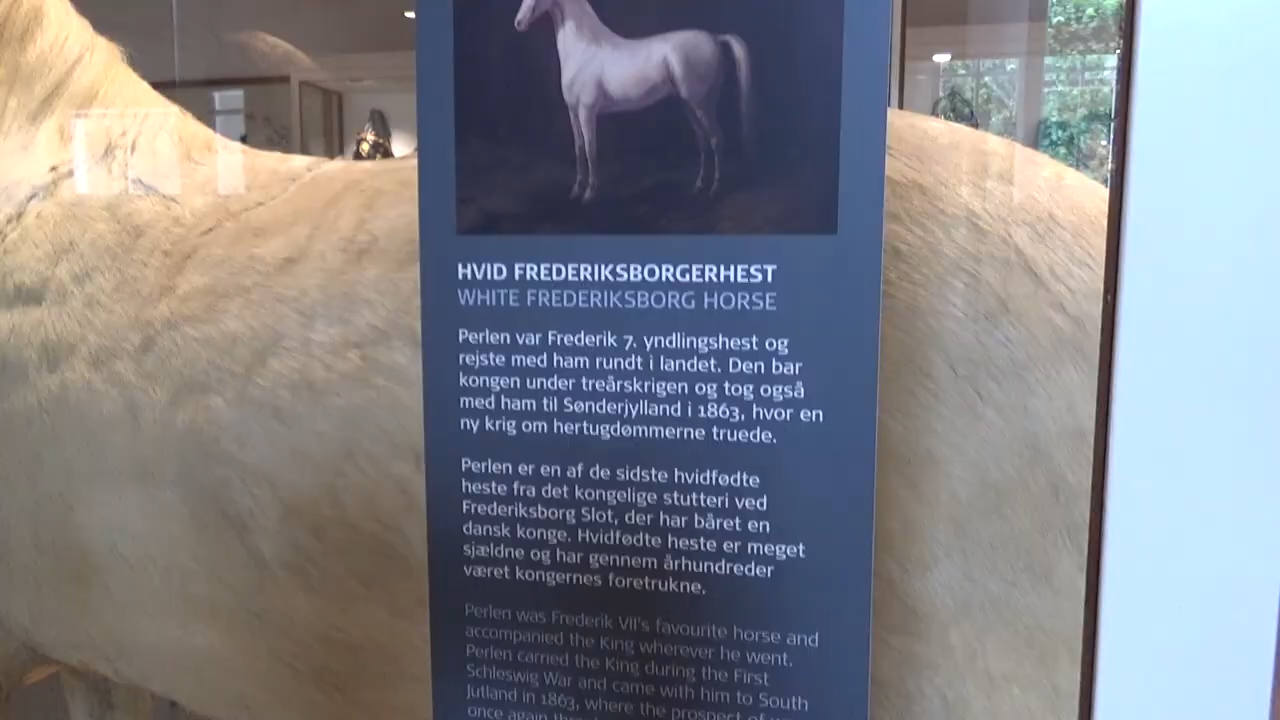 HVID FREDERIKSBORGERHEST
WHITE FREDERIKSBORG HORSE
Perlen var Frederik 7. yndlingshest og
rejste med ham rundt i landet. Den bar
kongen under treårskrigen og tog også
med ham til Sønderjylland i 1863, hvor en
ny krig om hertugdømmerne truede.
Perlen er en af de sidste hvidfødte
heste fra det kongelige stutteri ved
Frederiksborg Slot, der har båret en
dansk konge. Hvidfødte heste er meget
sjældne og har gennem århundreder
været kongernes foretrukne.
Perlen was Frederik VII's favourite horse and
accompanied the King wherever he went.
Perlen carried the King during the First
Schleswig War and came with him to South
Jutland in 1863, where the prospect of
once again